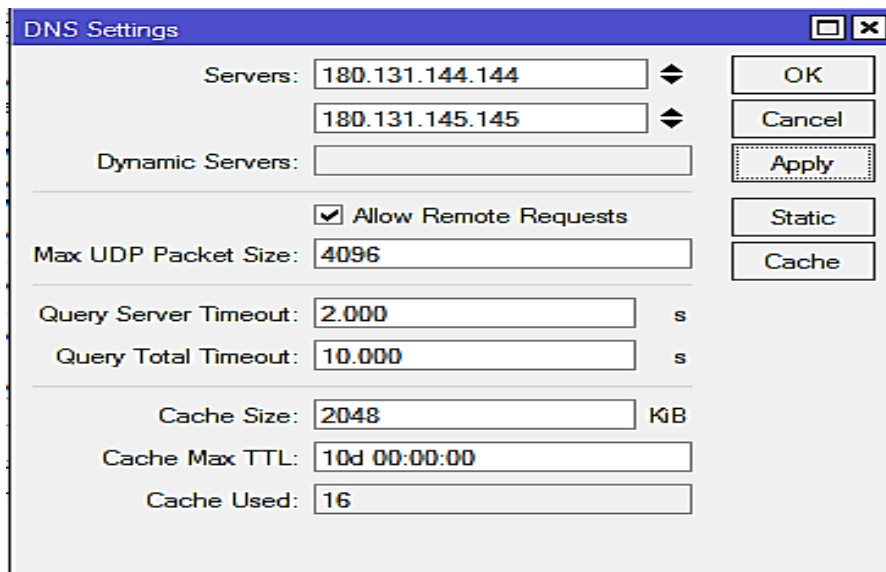 DNS Settings
Servers: 180.131.144.144 OK
180.131.145.145 Cancel
Dynamic Servers: Apply
Allow Remote Requests Static
Max UDP Packet Size: 4096 Cache
Query Server Timeout: 2.000 s
Query Total Timeout: 10.000 s
Cache Size: 2048 KiB
Cache Max TTL: 10d 00:00:00
Cache Used: 16